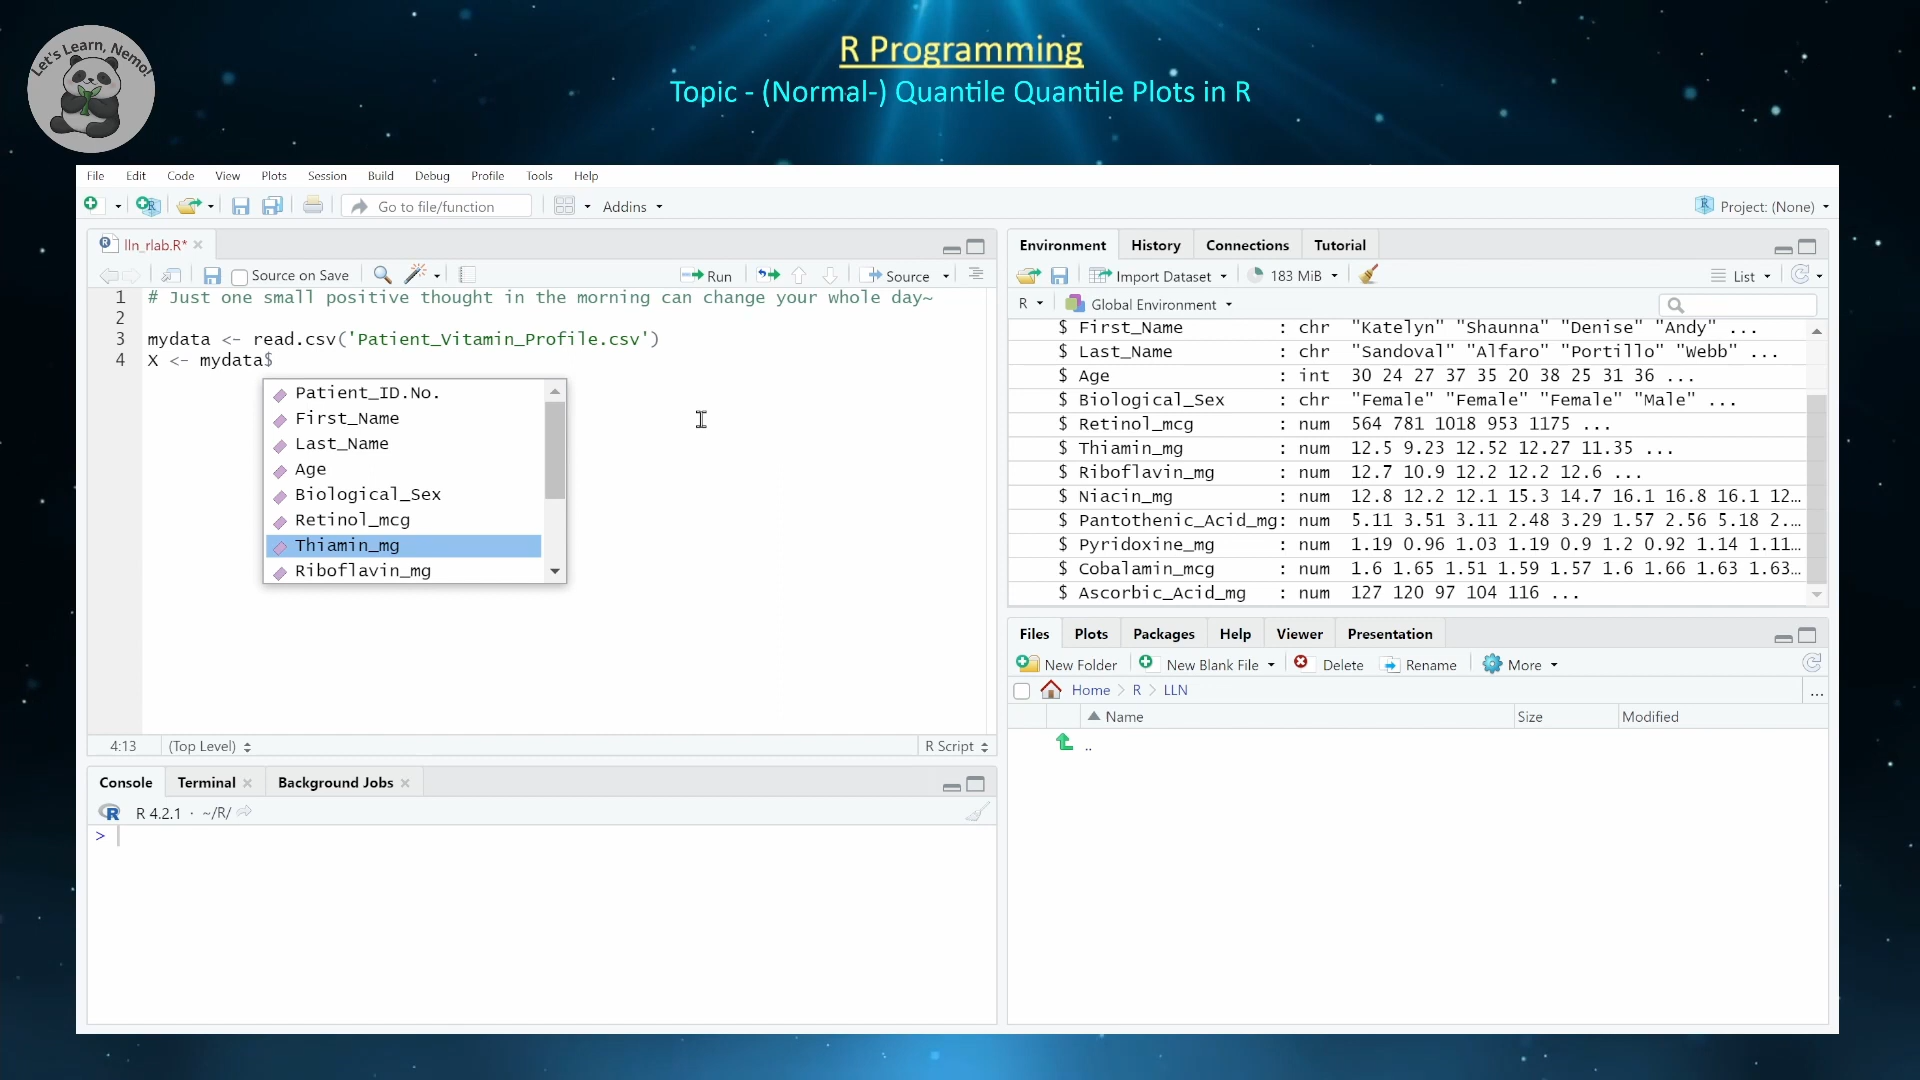 Let's Learn, Nemo!
R Programming
Topic - (Normal-) Quantile Quantile Plots in R
File Edit Code View Plots Session Build Debug Profile Tools Help
Go to file/function Addins Project: (None)
lln_rlab.R*
Source on Save Run Source
1 # Just one small positive thought in the morning can change your whole day~
2
3 mydata <- read.csv('Patient_Vitamin_Profile.csv')
4 X <- mydata$
Patient_ID.No.
First_Name
Last_Name
Age
Biological_Sex
Retinol_mcg
Thiamin_mg
Riboflavin_mg
4:13 (Top Level) R Script
Console Terminal Background Jobs
R 4.2.1 · ~/R/
>
Environment History Connections Tutorial
Import Dataset 183 MiB List
R Global Environment
$ First_Name : chr "Katelyn" "Shaunna" "Denise" "Andy" ...
$ Last_Name : chr "Sandoval" "Alfaro" "Portillo" "Webb" ...
$ Age : int 30 24 27 37 35 20 38 25 31 36 ...
$ Biological_Sex : chr "Female" "Female" "Female" "Male" ...
$ Retinol_mcg : num 564 781 1018 953 1175 ...
$ Thiamin_mg : num 12.5 9.23 12.52 12.27 11.35 ...
$ Riboflavin_mg : num 12.7 10.9 12.2 12.2 12.6 ...
$ Niacin_mg : num 12.8 12.2 12.1 15.3 14.7 16.1 16.8 16.1 12…
$ Pantothenic_Acid_mg: num 5.11 3.51 3.11 2.48 3.29 1.57 2.56 5.18 2.…
$ Pyridoxine_mg : num 1.19 0.96 1.03 1.19 0.9 1.2 0.92 1.14 1.11…
$ Cobalamin_mcg : num 1.6 1.65 1.51 1.59 1.57 1.6 1.66 1.63 1.63…
$ Ascorbic_Acid_mg : num 127 120 97 104 116 ...
Files Plots Packages Help Viewer Presentation
New Folder New Blank File Delete Rename More
Home R LLN ...
Name Size Modified
..